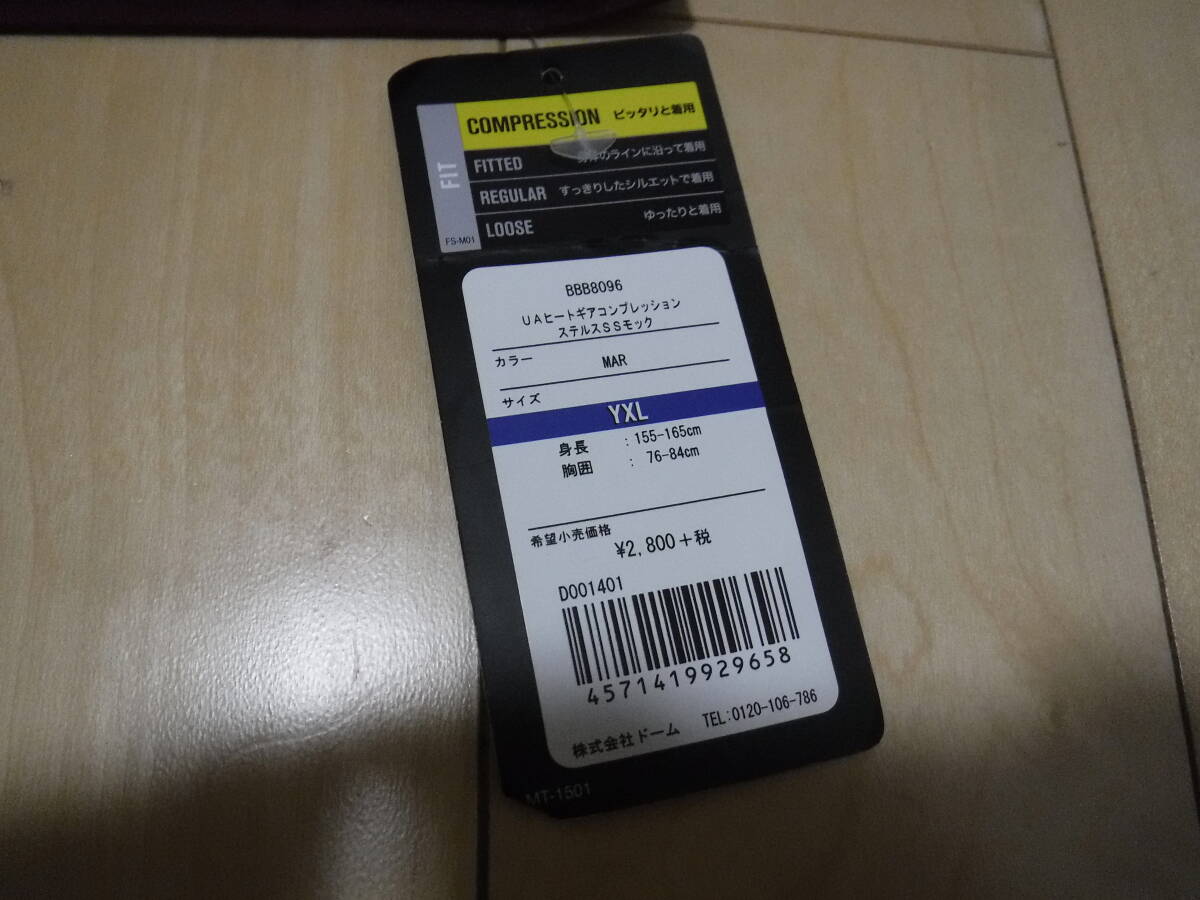 FIT
COMPRESSION ピッタリと着用
FITTED 身体のラインに沿って着用
REGULAR すっきりしたシルエットで着用
LOOSE ゆったりと着用
FS-M01
BBB8096
UAヒートギアコンプレッション
ステルスSSモック
カラー MAR
サイズ
YXL
身長 : 155-165cm
胸囲 : 76-84cm
希望小売価格
¥2,800+税
D001401
4571419929658
株式会社ドーム TEL:0120-106-786
MT-1501